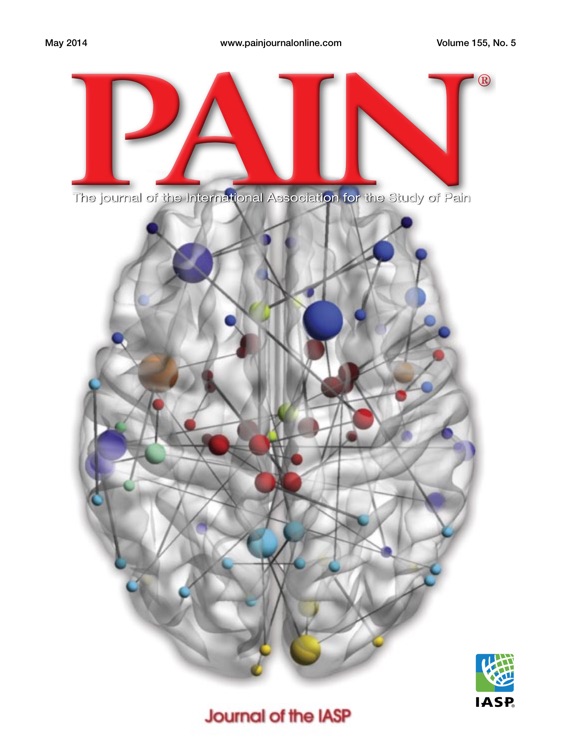 May 2014 www.painjournalonline.com Volume 155, No. 5
PAIN®
The Journal of the International Association for the Study of Pain
IASP®
Journal of the IASP